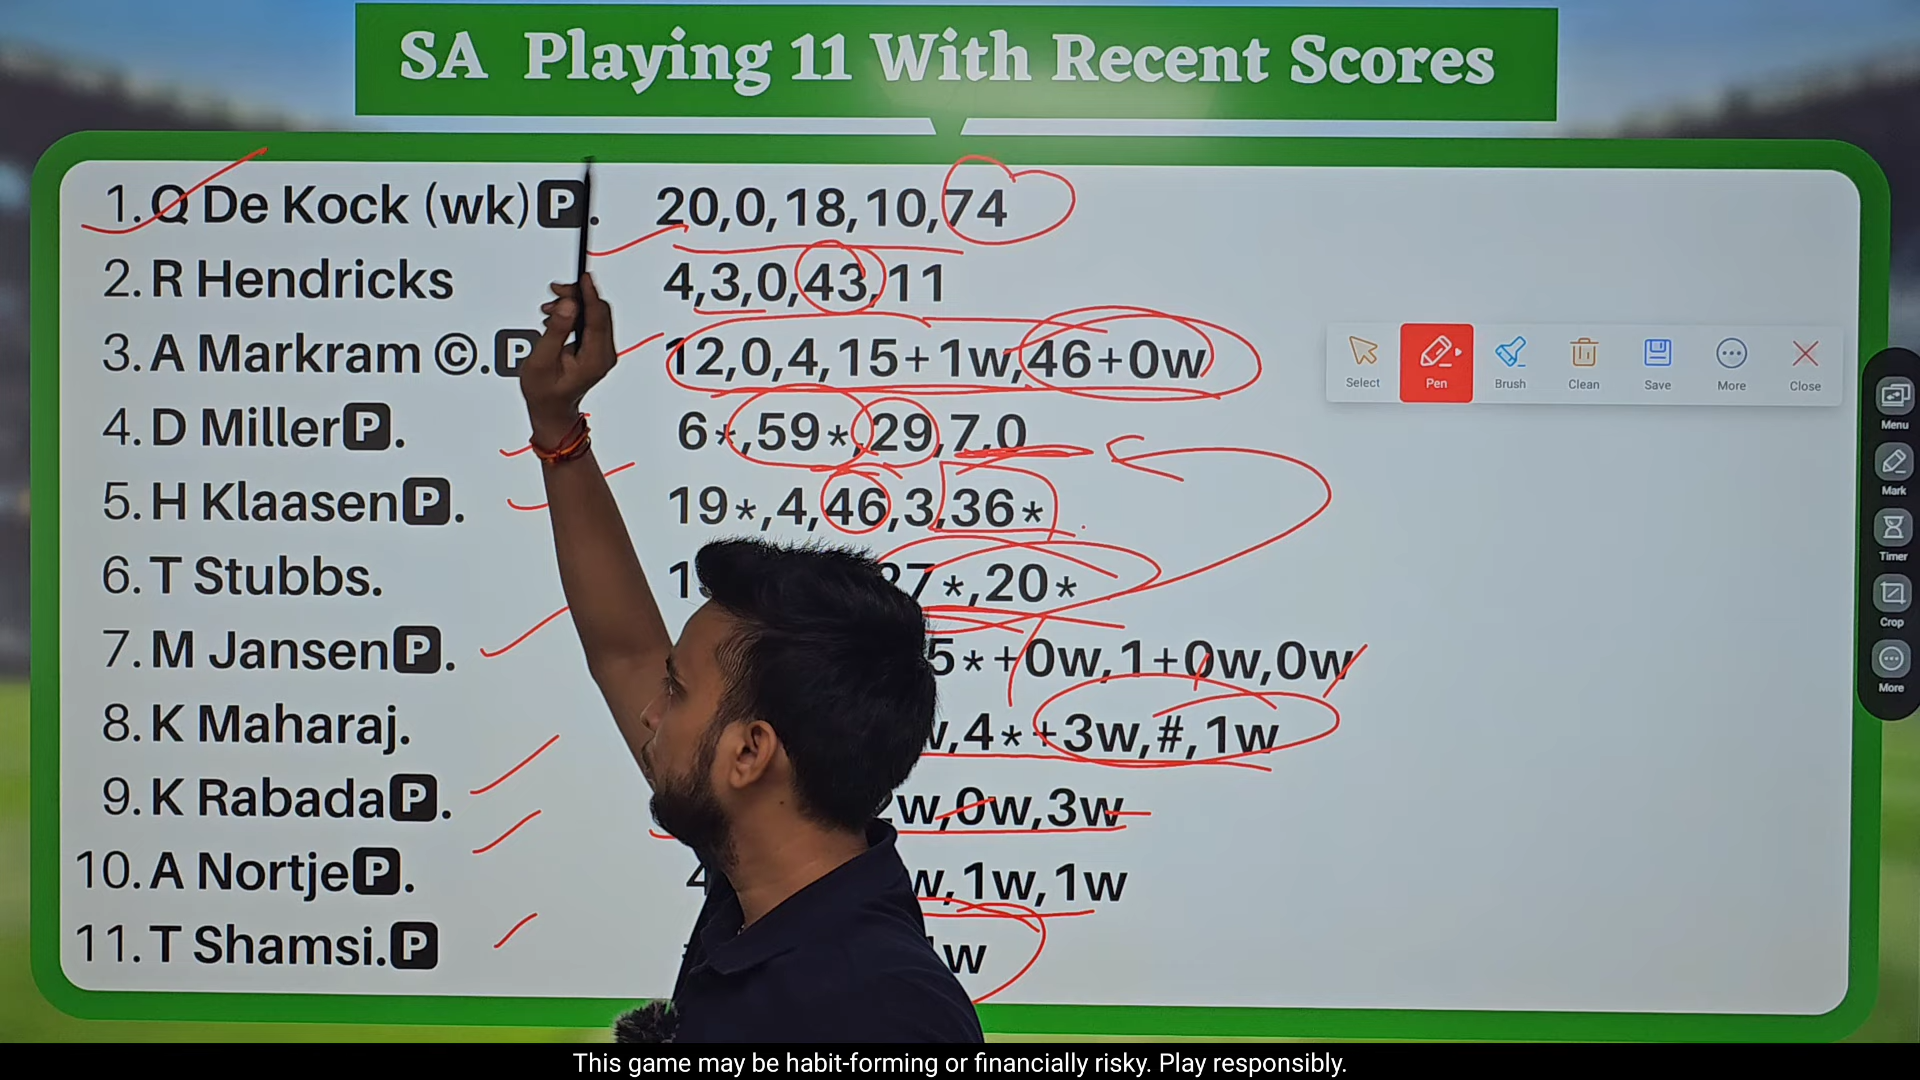 SA Playing 11 With Recent Scores
1. Q De Kock (wk) P. 20,0,18,10,74
2. R Hendricks 4,3,0,43,11
3. A Markram ©. P 12,0,4,15+1w,46+0w
4. D Miller P. 6*,59*,29,7,0
5. H Klaasen P. 19*,4,46,3,36*
6. T Stubbs. 7*,20*
7. M Jansen P. 5*+0w,1+0w,0w
8. K Maharaj. ,4*+3w,#,1w
9. K Rabada P. w,0w,3w
10. A Nortje P. w,1w,1w
11. T Shamsi. P w
Select Pen Brush Clean Save More Close
Menu
Mark
Timer
Crop
More
This game may be habit-forming or financially risky. Play responsibly.